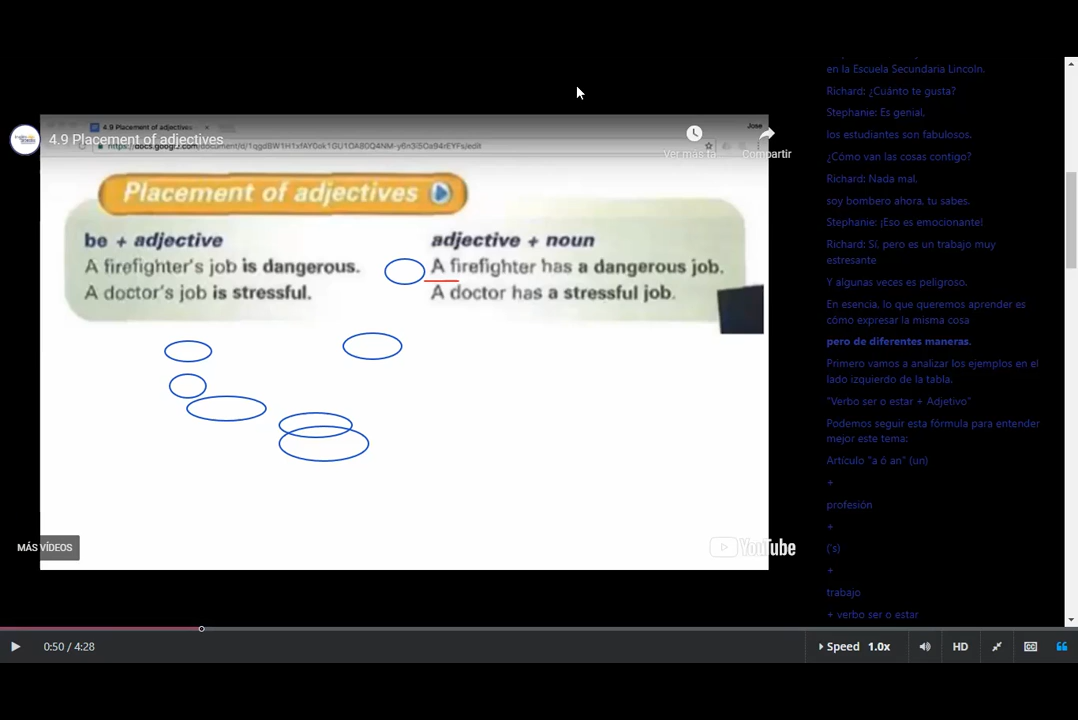 4.9 Placement of adjectives
Jose
4.9 Placement of adjectives
Ver más ta
Compartir
Placement of adjectives
be + adjective
A firefighter's job is dangerous.
A doctor's job is stressful.
adjective + noun
A firefighter has a dangerous job.
A doctor has a stressful job.
MÁS VÍDEOS
YouTube
en la Escuela Secundaria Lincoln.
Richard: ¿Cuánto te gusta?
Stephanie: Es genial,
los estudiantes son fabulosos.
¿Cómo van las cosas contigo?
Richard: Nada mal.
soy bombero ahora, tu sabes.
Stephanie: ¡Eso es emocionante!
Richard: Sí. pero es un trabajo muy
estresante
Y algunas veces es peligroso.
En esencia, lo que queremos aprender es
cómo expresar la misma cosa
pero de diferentes maneras.
Primero vamos a analizar los ejemplos en el
lado izquierdo de la tabla.
"Verbo ser o estar + Adjetivo"
Podemos seguir esta fórmula para entender
mejor este tema:
Artículo "a ó an" (un)
+
profesión
+
('s)
+
trabajo
+ verbo ser o estar
0:50 / 4:28
Speed 1.0x
HD
CC